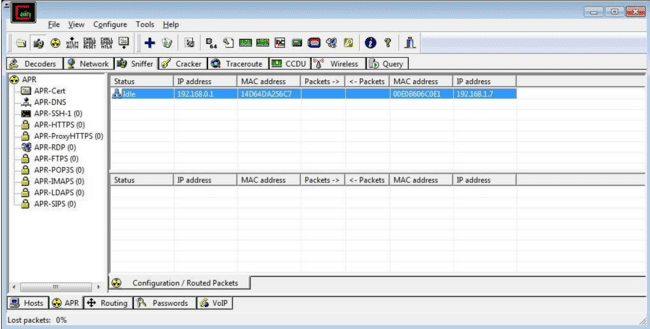 Cain
File View Configure Tools Help
Decoders Network Sniffer Cracker Traceroute CCDU Wireless Query
APR
APR-Cert
APR-DNS
APR-SSH-1 (0)
APR-HTTPS (0)
APR-ProxyHTTPS (0)
APR-RDP (0)
APR-FTPS (0)
APR-POP3S (0)
APR-IMAPS (0)
APR-LDAPS (0)
APR-SIPS (0)
Status IP address MAC address Packets -> <- Packets MAC address IP address
Idle 192.168.0.1 14D64DA256C7 00E0B606C0E1 192.168.1.7
Status IP address MAC address Packets -> <- Packets MAC address IP address
Configuration / Routed Packets
Hosts APR Routing Passwords VoIP
Lost packets: 0%